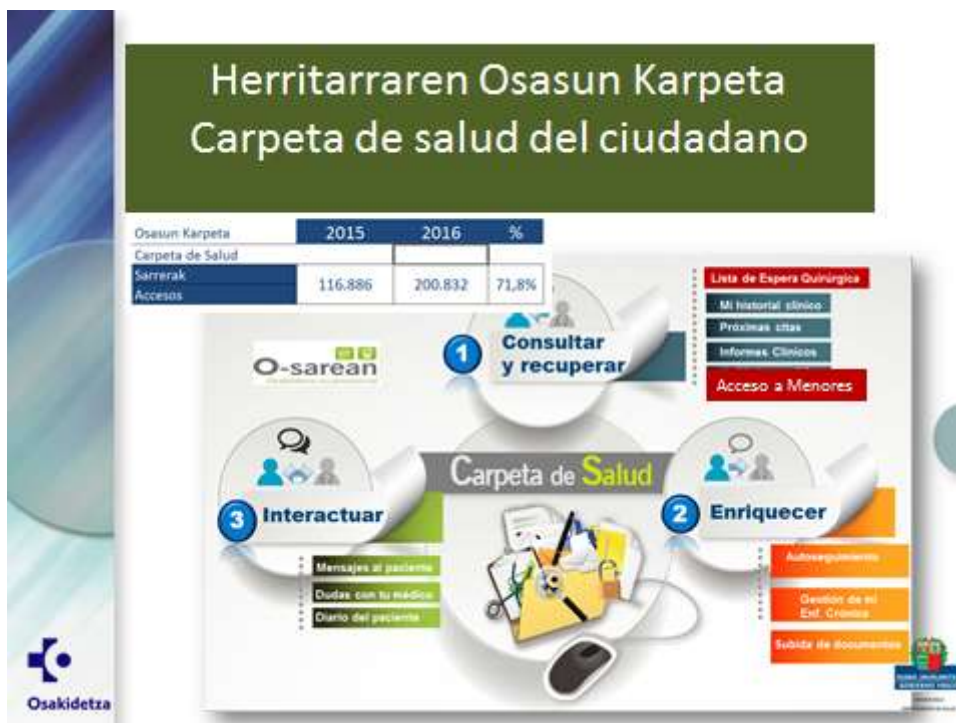 Herritarraren Osasun Karpeta
Carpeta de salud del ciudadano
Osasun Karpeta 2015 2016 %
Carpeta de Salud
Sarrerak
Accesos
116.886 200.832 71,8%
O-sarean
1
Consultar
y recuperar
Lista de Espera Quirúrgica
Mi historial clínico
Próximas citas
Informes Clínicos
Acceso a Menores
Carpeta de Salud
3 Interactuar
Mensajes al paciente
Dudas con tu médico
Diario del paciente
2 Enriquecer
Autoseguimiento
Gestión de mi
Enf. Crónica
Subida de documentos
Osakidetza